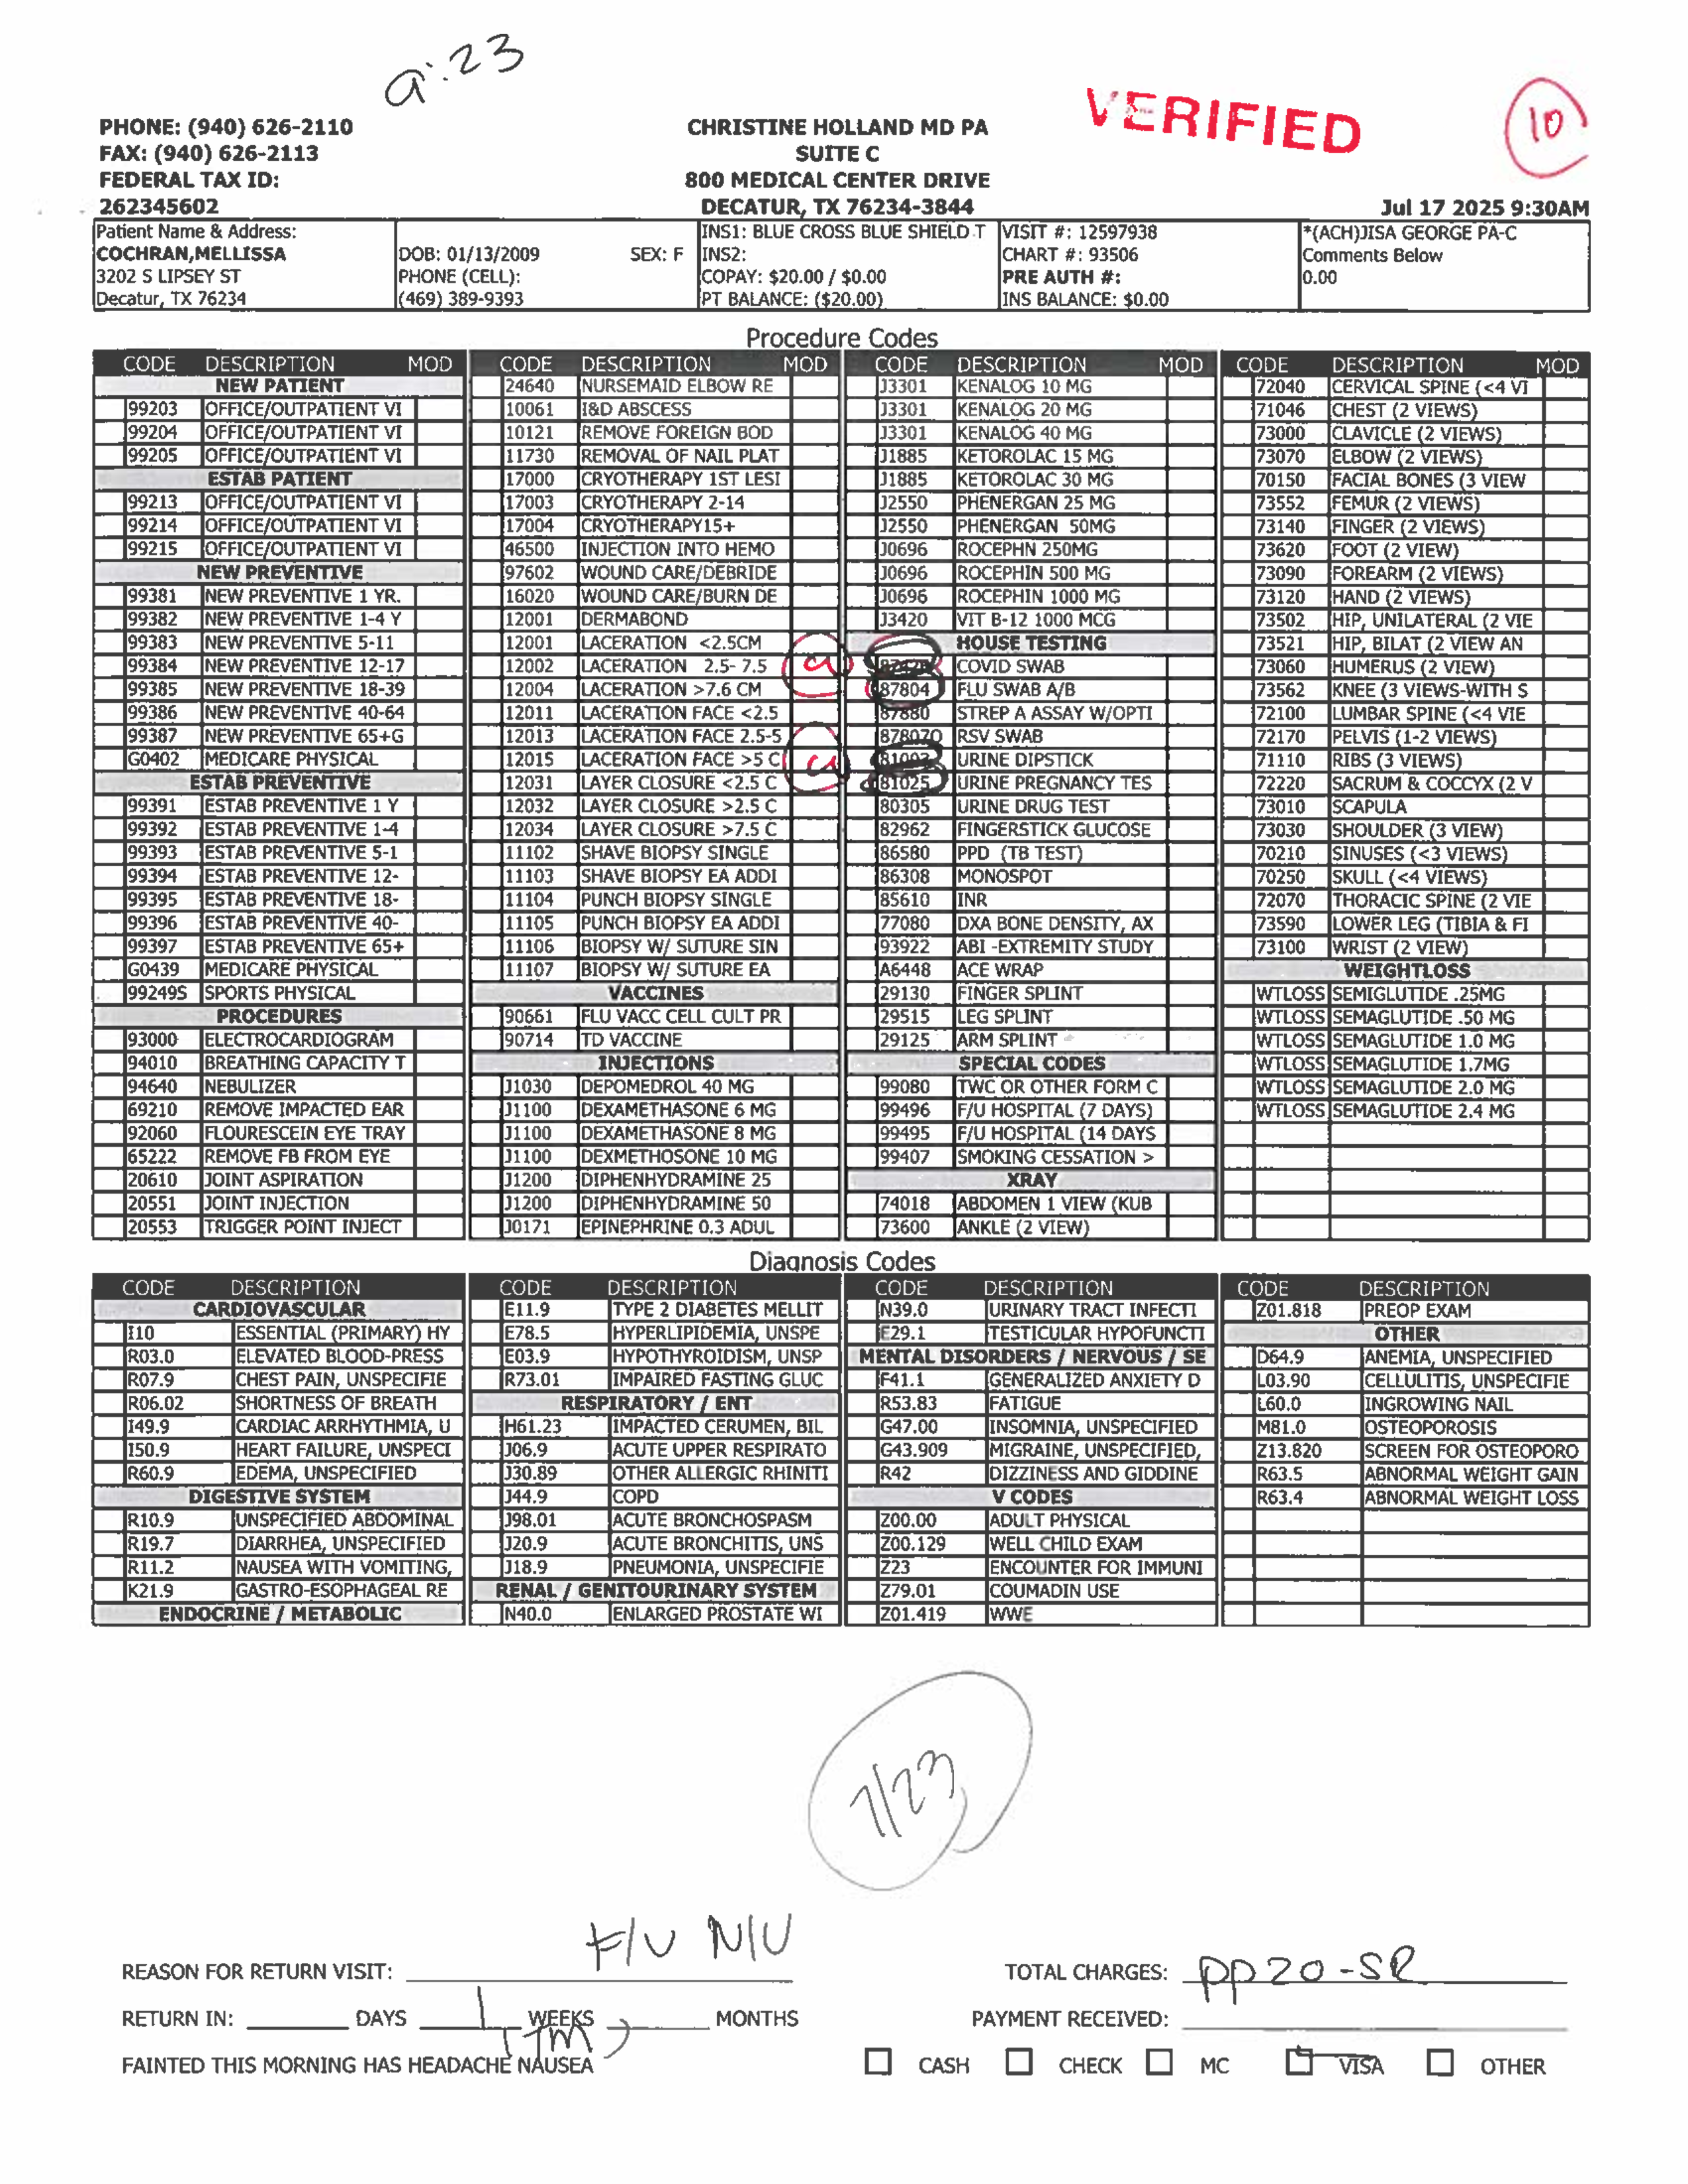 9:23
VERIFIED
10
PHONE: (940) 626-2110
FAX: (940) 626-2113
FEDERAL TAX ID:
262345602
CHRISTINE HOLLAND MD PA
SUITE C
800 MEDICAL CENTER DRIVE
DECATUR, TX 76234-3844
Jul 17 2025 9:30AM
Patient Name & Address:
COCHRAN,MELLISSA
3202 S LIPSEY ST
Decatur, TX 76234
DOB: 01/13/2009 SEX: F
PHONE (CELL):
(469) 389-9393
INS1: BLUE CROSS BLUE SHIELD T
INS2:
COPAY: $20.00 / $0.00
PT BALANCE: ($20.00)
VISIT #: 12597938
CHART #: 93506
PRE AUTH #:
INS BALANCE: $0.00
*(ACH)JISA GEORGE PA-C
Comments Below
0.00
Procedure Codes
CODE DESCRIPTION MOD
NEW PATIENT
99203 OFFICE/OUTPATIENT VI
99204 OFFICE/OUTPATIENT VI
99205 OFFICE/OUTPATIENT VI
ESTAB PATIENT
99213 OFFICE/OUTPATIENT VI
99214 OFFICE/OUTPATIENT VI
99215 OFFICE/OUTPATIENT VI
NEW PREVENTIVE
99381 NEW PREVENTIVE 1 YR.
99382 NEW PREVENTIVE 1-4 Y
99383 NEW PREVENTIVE 5-11
99384 NEW PREVENTIVE 12-17
99385 NEW PREVENTIVE 18-39
99386 NEW PREVENTIVE 40-64
99387 NEW PREVENTIVE 65+G
G0402 MEDICARE PHYSICAL
ESTAB PREVENTIVE
99391 ESTAB PREVENTIVE 1 Y
99392 ESTAB PREVENTIVE 1-4
99393 ESTAB PREVENTIVE 5-1
99394 ESTAB PREVENTIVE 12-
99395 ESTAB PREVENTIVE 18-
99396 ESTAB PREVENTIVE 40-
99397 ESTAB PREVENTIVE 65+
G0439 MEDICARE PHYSICAL
99249S SPORTS PHYSICAL
PROCEDURES
93000 ELECTROCARDIOGRAM
94010 BREATHING CAPACITY T
94640 NEBULIZER
69210 REMOVE IMPACTED EAR
92060 FLOURESCEIN EYE TRAY
65222 REMOVE FB FROM EYE
20610 JOINT ASPIRATION
20551 JOINT INJECTION
20553 TRIGGER POINT INJECT
CODE DESCRIPTION MOD
24640 NURSEMAID ELBOW RE
10061 I&D ABSCESS
10121 REMOVE FOREIGN BOD
11730 REMOVAL OF NAIL PLAT
17000 CRYOTHERAPY 1ST LESI
17003 CRYOTHERAPY 2-14
17004 CRYOTHERAPY15+
46500 INJECTION INTO HEMO
97602 WOUND CARE/DEBRIDE
16020 WOUND CARE/BURN DE
12001 DERMABOND
12001 LACERATION <2.5CM
12002 LACERATION 2.5- 7.5
12004 LACERATION >7.6 CM
12011 LACERATION FACE <2.5
12013 LACERATION FACE 2.5-5
12015 LACERATION FACE >5 C
12031 LAYER CLOSURE <2.5 C
12032 LAYER CLOSURE >2.5 C
12034 LAYER CLOSURE >7.5 C
11102 SHAVE BIOPSY SINGLE
11103 SHAVE BIOPSY EA ADDI
11104 PUNCH BIOPSY SINGLE
11105 PUNCH BIOPSY EA ADDI
11106 BIOPSY W/ SUTURE SIN
11107 BIOPSY W/ SUTURE EA
VACCINES
90661 FLU VACC CELL CULT PR
90714 TD VACCINE
INJECTIONS
J1030 DEPOMEDROL 40 MG
J1100 DEXAMETHASONE 6 MG
J1100 DEXAMETHASONE 8 MG
J1100 DEXMETHOSONE 10 MG
J1200 DIPHENHYDRAMINE 25
J1200 DIPHENHYDRAMINE 50
J0171 EPINEPHRINE 0.3 ADUL
CODE DESCRIPTION MOD
J3301 KENALOG 10 MG
J3301 KENALOG 20 MG
J3301 KENALOG 40 MG
J1885 KETOROLAC 15 MG
J1885 KETOROLAC 30 MG
J2550 PHENERGAN 25 MG
J2550 PHENERGAN 50MG
J0696 ROCEPHN 250MG
J0696 ROCEPHIN 500 MG
J0696 ROCEPHIN 1000 MG
J3420 VIT B-12 1000 MCG
HOUSE TESTING
COVID SWAB
87804 FLU SWAB A/B
87880 STREP A ASSAY W/OPTI
87807O RSV SWAB
URINE DIPSTICK
81025 URINE PREGNANCY TES
80305 URINE DRUG TEST
82962 FINGERSTICK GLUCOSE
86580 PPD (TB TEST)
86308 MONOSPOT
85610 INR
77080 DXA BONE DENSITY, AX
93922 ABI -EXTREMITY STUDY
A6448 ACE WRAP
29130 FINGER SPLINT
29515 LEG SPLINT
29125 ARM SPLINT
SPECIAL CODES
99080 TWC OR OTHER FORM C
99496 F/U HOSPITAL (7 DAYS)
99495 F/U HOSPITAL (14 DAYS
99407 SMOKING CESSATION >
XRAY
74018 ABDOMEN 1 VIEW (KUB
73600 ANKLE (2 VIEW)
CODE DESCRIPTION MOD
72040 CERVICAL SPINE (<4 VI
71046 CHEST (2 VIEWS)
73000 CLAVICLE (2 VIEWS)
73070 ELBOW (2 VIEWS)
70150 FACIAL BONES (3 VIEW
73552 FEMUR (2 VIEWS)
73140 FINGER (2 VIEWS)
73620 FOOT (2 VIEW)
73090 FOREARM (2 VIEWS)
73120 HAND (2 VIEWS)
73502 HIP, UNILATERAL (2 VIE
73521 HIP, BILAT (2 VIEW AN
73060 HUMERUS (2 VIEW)
73562 KNEE (3 VIEWS-WITH S
72100 LUMBAR SPINE (<4 VIE
72170 PELVIS (1-2 VIEWS)
71110 RIBS (3 VIEWS)
72220 SACRUM & COCCYX (2 V
73010 SCAPULA
73030 SHOULDER (3 VIEW)
70210 SINUSES (<3 VIEWS)
70250 SKULL (<4 VIEWS)
72070 THORACIC SPINE (2 VIE
73590 LOWER LEG (TIBIA & FI
73100 WRIST (2 VIEW)
WEIGHTLOSS
WTLOSS SEMIGLUTIDE .25MG
WTLOSS SEMAGLUTIDE .50 MG
WTLOSS SEMAGLUTIDE 1.0 MG
WTLOSS SEMAGLUTIDE 1.7MG
WTLOSS SEMAGLUTIDE 2.0 MG
WTLOSS SEMAGLUTIDE 2.4 MG
Diagnosis Codes
CODE DESCRIPTION
CARDIOVASCULAR
I10 ESSENTIAL (PRIMARY) HY
R03.0 ELEVATED BLOOD-PRESS
R07.9 CHEST PAIN, UNSPECIFIE
R06.02 SHORTNESS OF BREATH
I49.9 CARDIAC ARRHYTHMIA, U
I50.9 HEART FAILURE, UNSPECI
R60.9 EDEMA, UNSPECIFIED
DIGESTIVE SYSTEM
R10.9 UNSPECIFIED ABDOMINAL
R19.7 DIARRHEA, UNSPECIFIED
R11.2 NAUSEA WITH VOMITING,
K21.9 GASTRO-ESOPHAGEAL RE
ENDOCRINE / METABOLIC
CODE DESCRIPTION
E11.9 TYPE 2 DIABETES MELLIT
E78.5 HYPERLIPIDEMIA, UNSPE
E03.9 HYPOTHYROIDISM, UNSP
R73.01 IMPAIRED FASTING GLUC
RESPIRATORY / ENT
H61.23 IMPACTED CERUMEN, BIL
J06.9 ACUTE UPPER RESPIRATO
J30.89 OTHER ALLERGIC RHINITI
J44.9 COPD
J98.01 ACUTE BRONCHOSPASM
J20.9 ACUTE BRONCHITIS, UNS
J18.9 PNEUMONIA, UNSPECIFIE
RENAL / GENITOURINARY SYSTEM
N40.0 ENLARGED PROSTATE WI
CODE DESCRIPTION
N39.0 URINARY TRACT INFECTI
E29.1 TESTICULAR HYPOFUNCTI
MENTAL DISORDERS / NERVOUS / SE
F41.1 GENERALIZED ANXIETY D
R53.83 FATIGUE
G47.00 INSOMNIA, UNSPECIFIED
G43.909 MIGRAINE, UNSPECIFIED,
R42 DIZZINESS AND GIDDINE
V CODES
Z00.00 ADULT PHYSICAL
Z00.129 WELL CHILD EXAM
Z23 ENCOUNTER FOR IMMUNI
Z79.01 COUMADIN USE
Z01.419 WWE
CODE DESCRIPTION
Z01.818 PREOP EXAM
OTHER
D64.9 ANEMIA, UNSPECIFIED
L03.90 CELLULITIS, UNSPECIFIE
L60.0 INGROWING NAIL
M81.0 OSTEOPOROSIS
Z13.820 SCREEN FOR OSTEOPORO
R63.5 ABNORMAL WEIGHT GAIN
R63.4 ABNORMAL WEIGHT LOSS
7/23
REASON FOR RETURN VISIT: F/U N/U
TOTAL CHARGES: PP20-SR
RETURN IN: DAYS 1 WEEKS MONTHS
PAYMENT RECEIVED:
FAINTED THIS MORNING HAS HEADACHE NAUSEA
CASH CHECK MC VISA OTHER